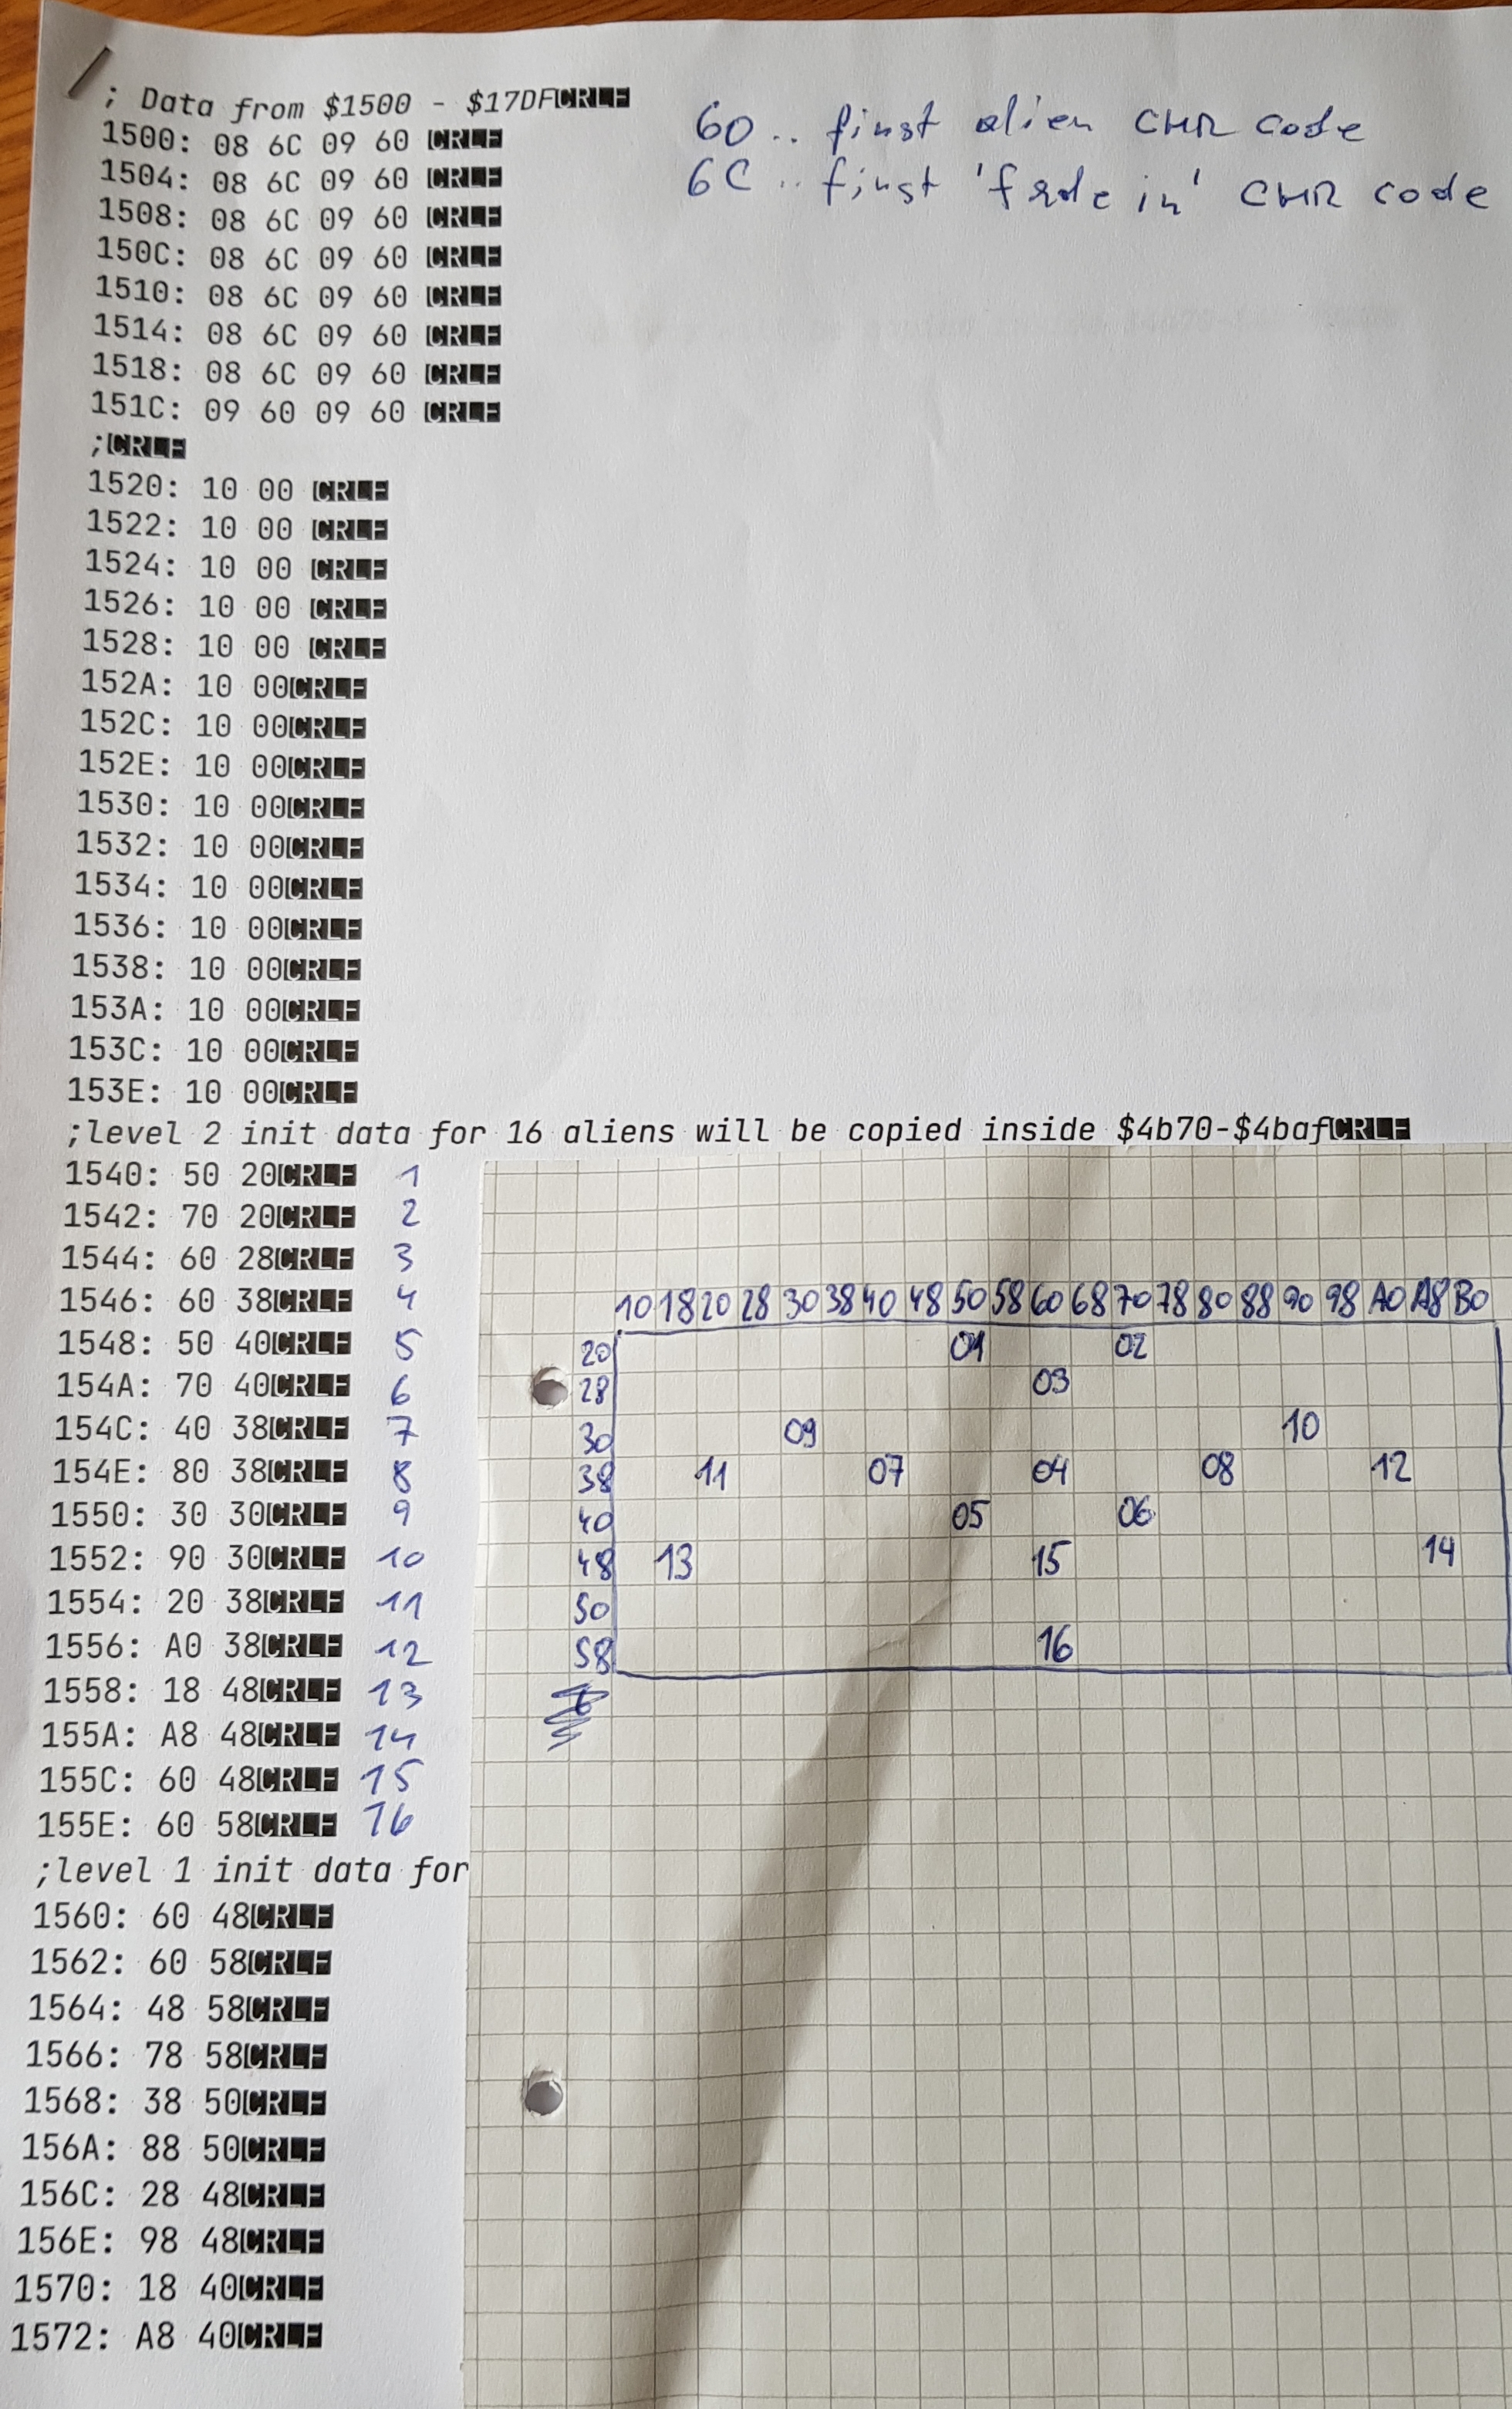 ; Data from $1500 - $17DFCRLF
1500: 08 6C 09 60 CRLF
60 .. first alien CHR code
1504: 08 6C 09 60 CRLF
6C .. first 'fade in' CHR code
1508: 08 6C 09 60 CRLF
150C: 08 6C 09 60 CRLF
1510: 08 6C 09 60 CRLF
1514: 08 6C 09 60 CRLF
1518: 08 6C 09 60 CRLF
151C: 09 60 09 60 CRLF
;CRLF
1520: 10 00 CRLF
1522: 10 00 CRLF
1524: 10 00 CRLF
1526: 10 00 CRLF
1528: 10 00 CRLF
152A: 10 00CRLF
152C: 10 00CRLF
152E: 10 00CRLF
1530: 10 00CRLF
1532: 10 00CRLF
1534: 10 00CRLF
1536: 10 00CRLF
1538: 10 00CRLF
153A: 10 00CRLF
153C: 10 00CRLF
153E: 10 00CRLF
;level 2 init data for 16 aliens will be copied inside $4b70-$4bafCRLF
1540: 50 20CRLF 1
1542: 70 20CRLF 2
1544: 60 28CRLF 3
1546: 60 38CRLF 4
1548: 50 40CRLF 5
154A: 70 40CRLF 6
154C: 40 38CRLF 7
154E: 80 38CRLF 8
1550: 30 30CRLF 9
1552: 90 30CRLF 10
1554: 20 38CRLF 11
1556: A0 38CRLF 12
1558: 18 48CRLF 13
155A: A8 48CRLF 14
155C: 60 48CRLF 15
155E: 60 58CRLF 16
10 18 20 28 30 38 40 48 50 58 60 68 70 78 80 88 90 98 A0 A8 B0
20 01 02
28 03
30 09 10
38 11 07 04 08 12
40 05 06
48 13 15 14
50
58 16
;level 1 init data for
1560: 60 48CRLF
1562: 60 58CRLF
1564: 48 58CRLF
1566: 78 58CRLF
1568: 38 50CRLF
156A: 88 50CRLF
156C: 28 48CRLF
156E: 98 48CRLF
1570: 18 40CRLF
1572: A8 40CRLF